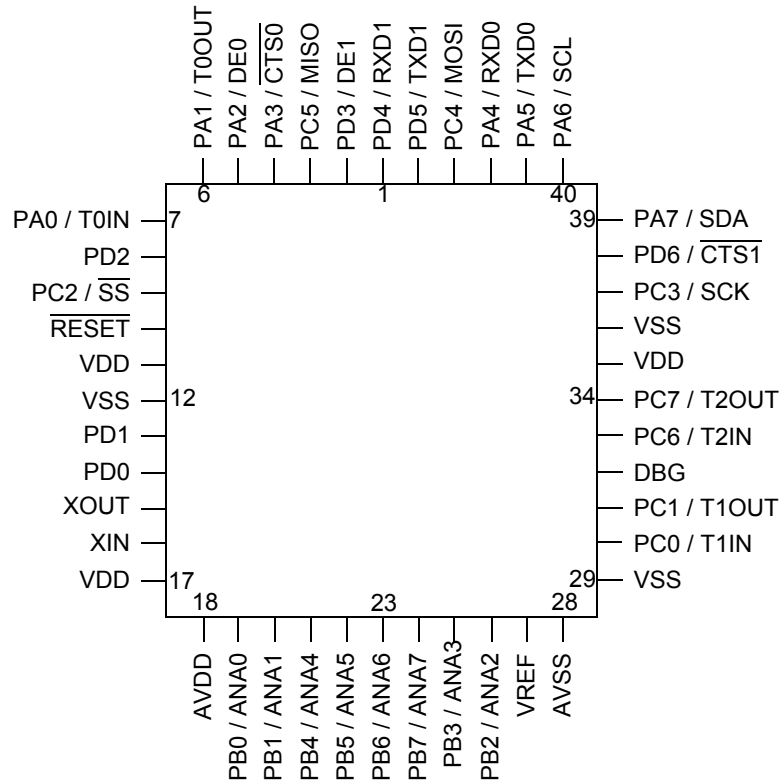 PA1 / T0OUT
PA2 / DE0
PA3 / CTS0
PC5 / MISO
PD3 / DE1
PD4 / RXD1
PD5 / TXD1
PC4 / MOSI
PA4 / RXD0
PA5 / TXD0
PA6 / SCL
6
1
40
PA0 / T0IN
7
39
PA7 / SDA
PD2
PD6 / CTS1
PC2 / SS
PC3 / SCK
RESET
VSS
VDD
VDD
VSS
12
34
PC7 / T2OUT
PD1
PC6 / T2IN
PD0
DBG
XOUT
PC1 / T1OUT
XIN
PC0 / T1IN
VDD
17
29
VSS
18
23
28
AVDD
PB0 / ANA0
PB1 / ANA1
PB4 / ANA4
PB5 / ANA5
PB6 / ANA6
PB7 / ANA7
PB3 / ANA3
PB2 / ANA2
VREF
AVSS